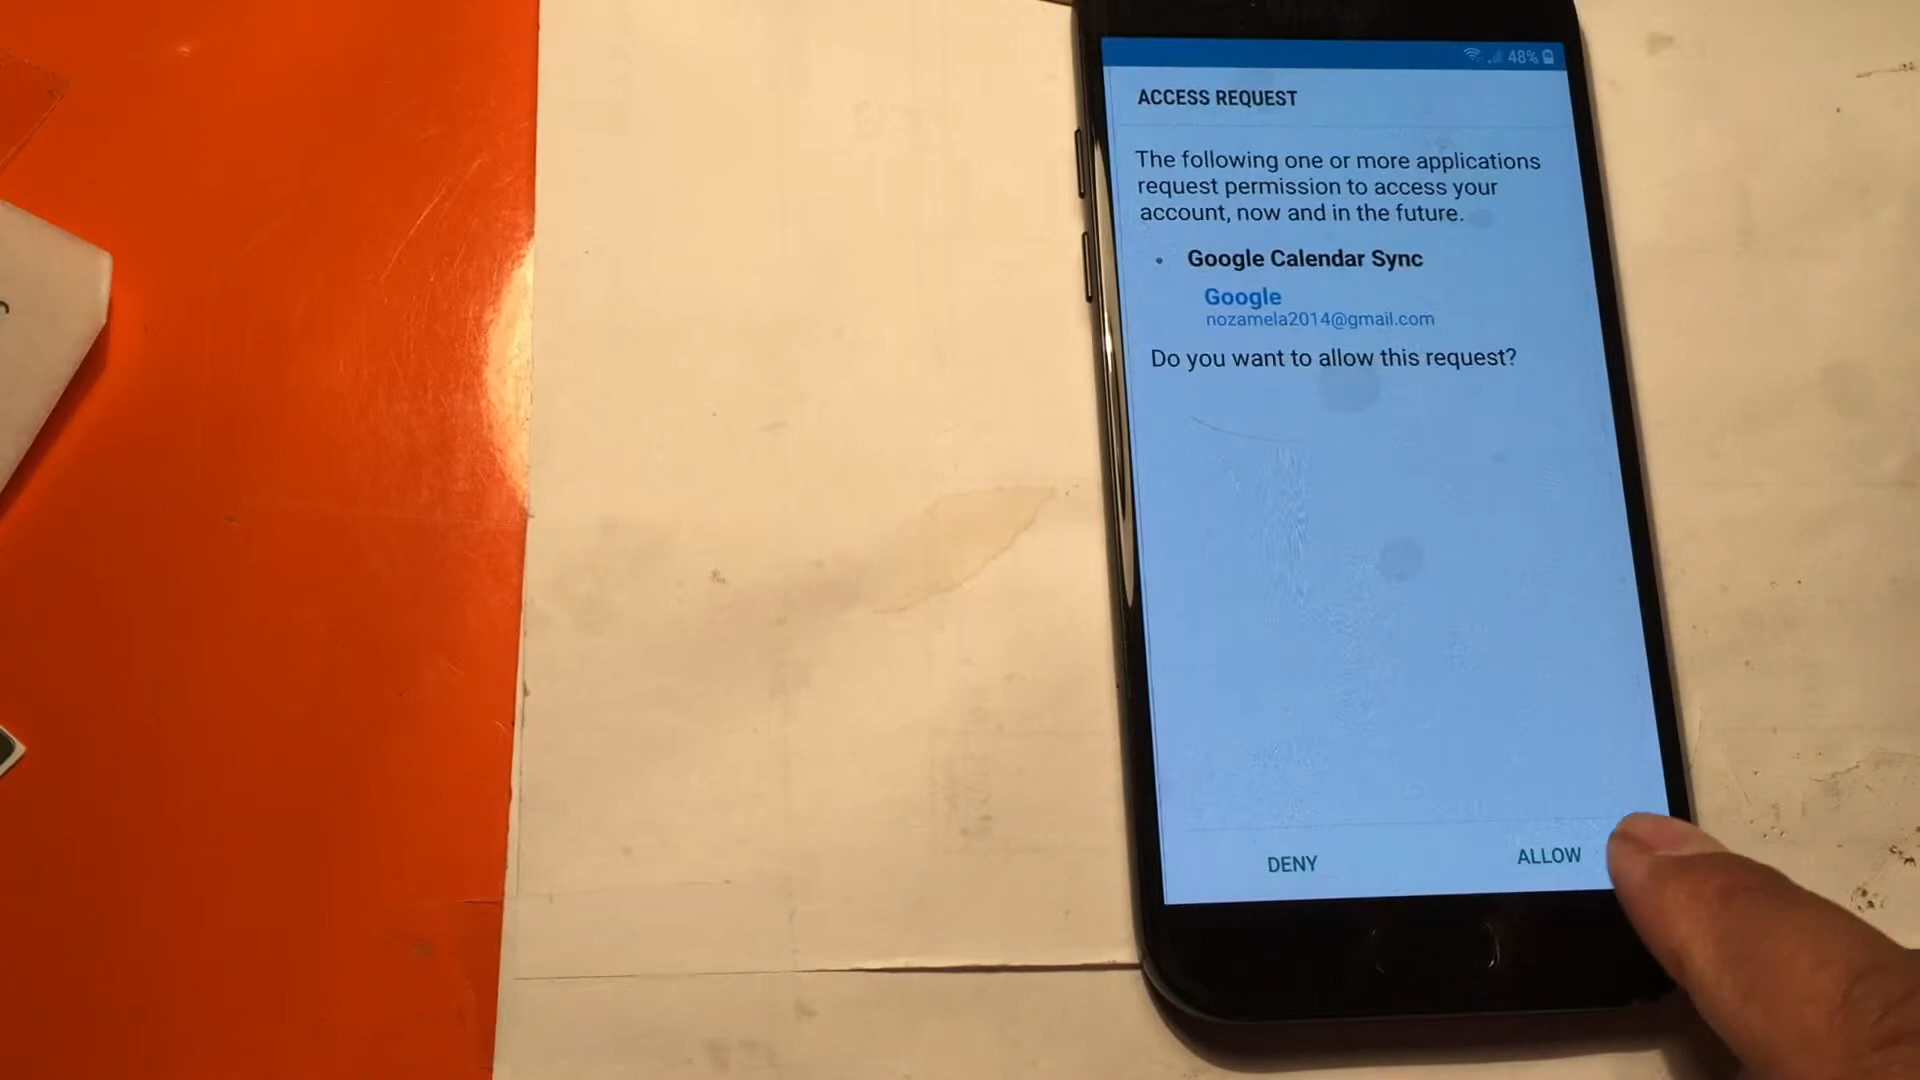 48%
ACCESS REQUEST
The following one or more applications
request permission to access your
account, now and in the future.
• Google Calendar Sync
Google
nozamela2014@gmail.com
Do you want to allow this request?
DENY ALLOW